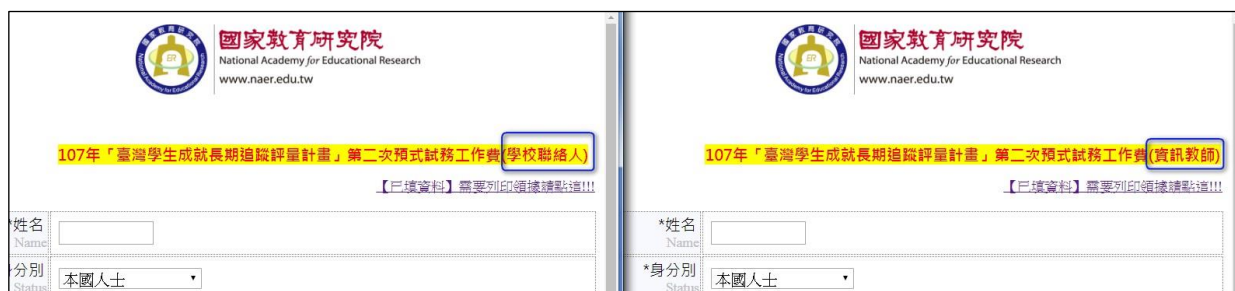 國家教育研究院
National Academy for Educational Research
www.naer.edu.tw
107年「臺灣學生成就長期追蹤評量計畫」第二次預式試務工作費(學校聯絡人)
【已填資料】需要列印領據請點這!!!
*姓名
Name
分別
Status
本國人士
國家教育研究院
National Academy for Educational Research
www.naer.edu.tw
107年「臺灣學生成就長期追蹤評量計畫」第二次預式試務工作費(資訊教師)
【已填資料】需要列印領據請點這!!!
*姓名
Name
*身分別
Status
本國人士